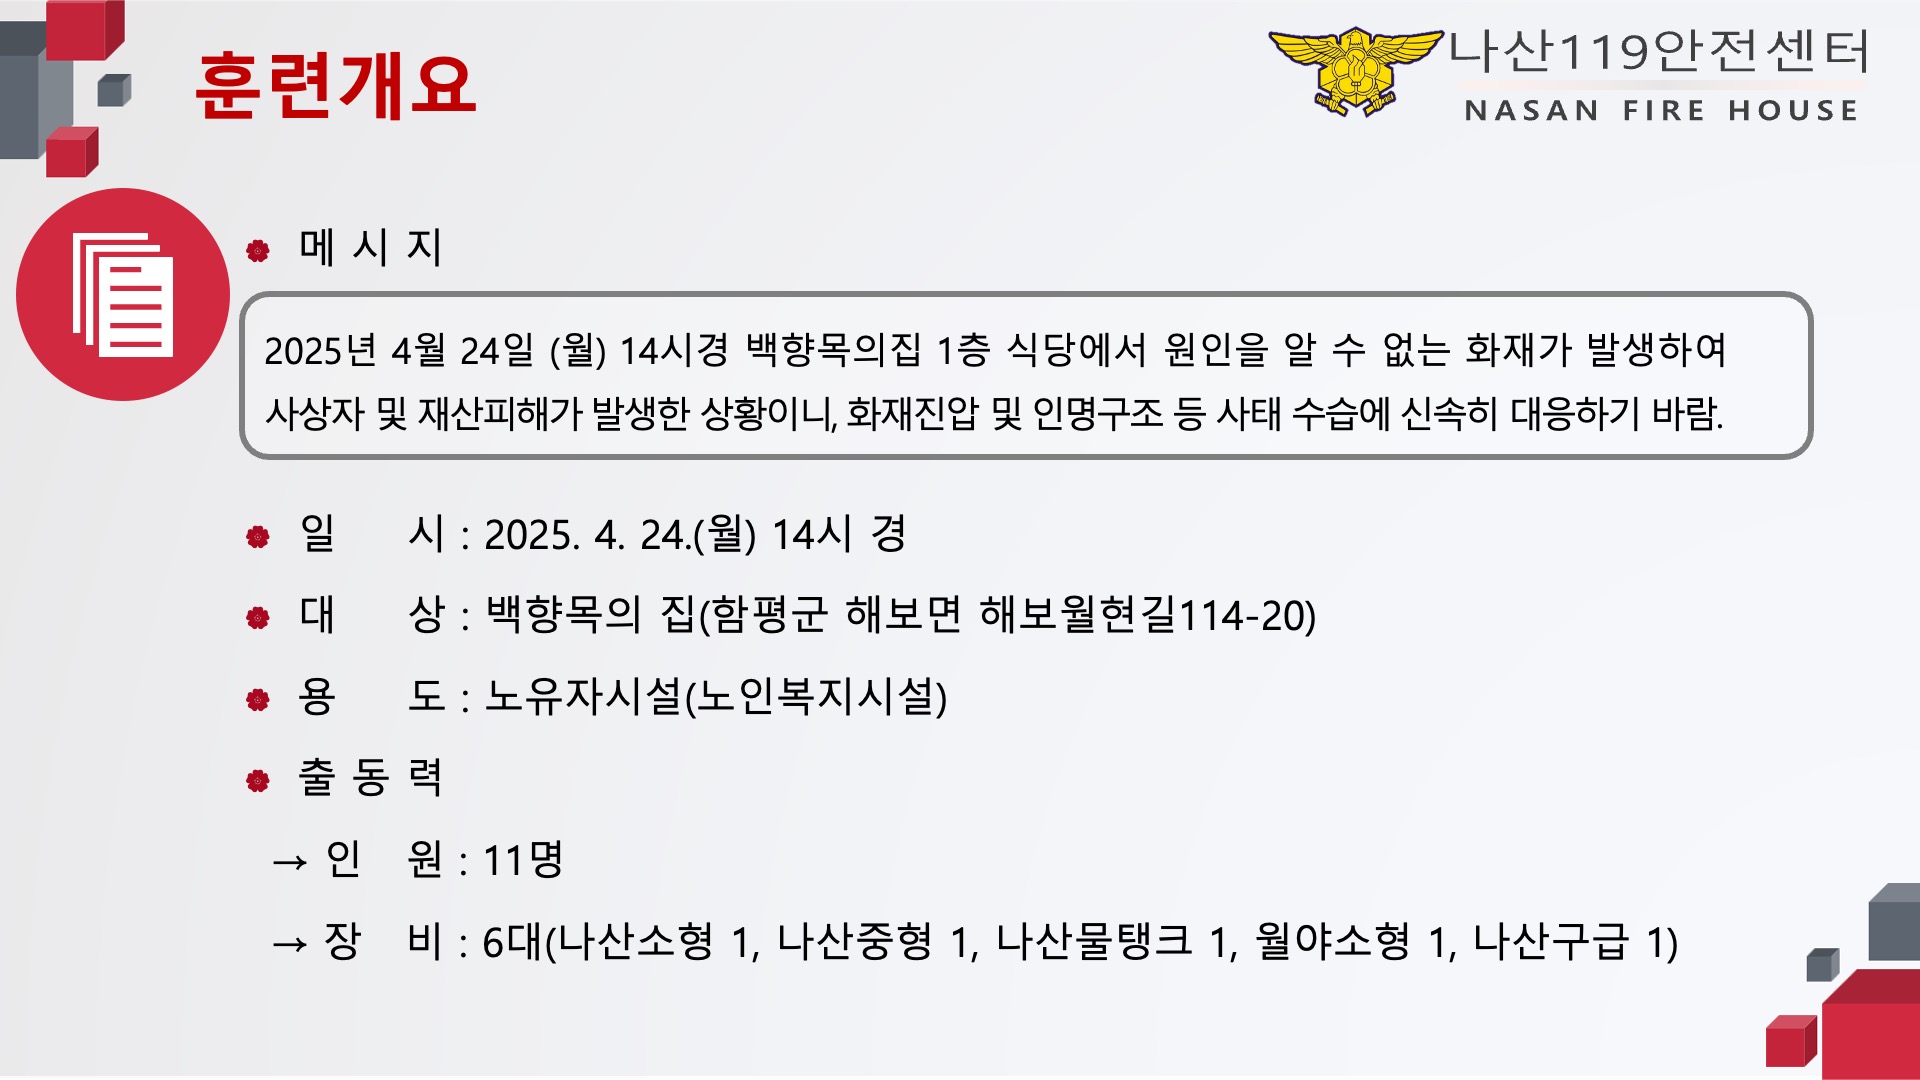 훈련개요
나산119안전센터
NASAN FIRE HOUSE
메 시 지
2025년 4월 24일 (월) 14시경 백향목의집 1층 식당에서 원인을 알 수 없는 화재가 발생하여
사상자 및 재산피해가 발생한 상황이니, 화재진압 및 인명구조 등 사태 수습에 신속히 대응하기 바람.
일 시 : 2025. 4. 24.(월) 14시 경
대 상 : 백향목의 집(함평군 해보면 해보월현길114-20)
용 도 : 노유자시설(노인복지시설)
출 동 력
→ 인 원 : 11명
→ 장 비 : 6대(나산소형 1, 나산중형 1, 나산물탱크 1, 월야소형 1, 나산구급 1)